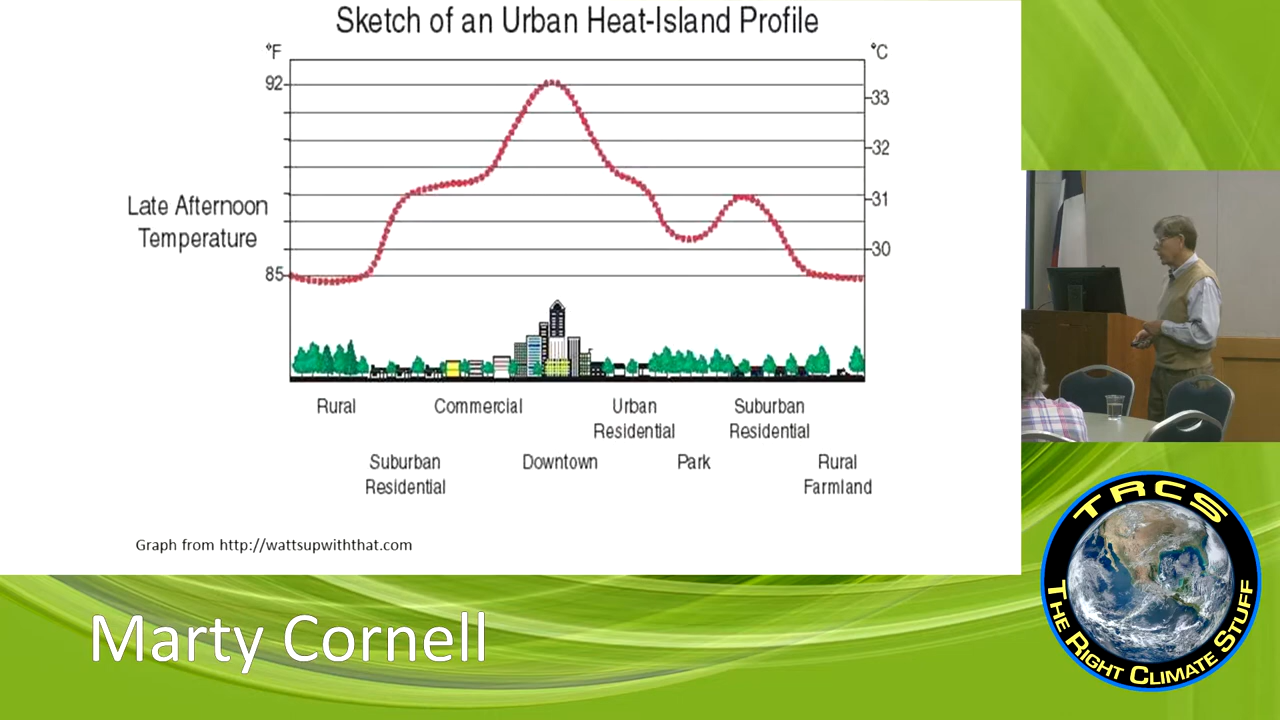 Sketch of an Urban Heat-Island Profile
°F
°C
92
33
32
Late Afternoon
Temperature
31
30
85
Rural
Commercial
Urban
Residential
Suburban
Residential
Suburban
Residential
Downtown
Park
Rural
Farmland
Graph from http://wattsupwiththat.com
Marty Cornell
TRCS
THE RIGHT CLIMATE STUFF